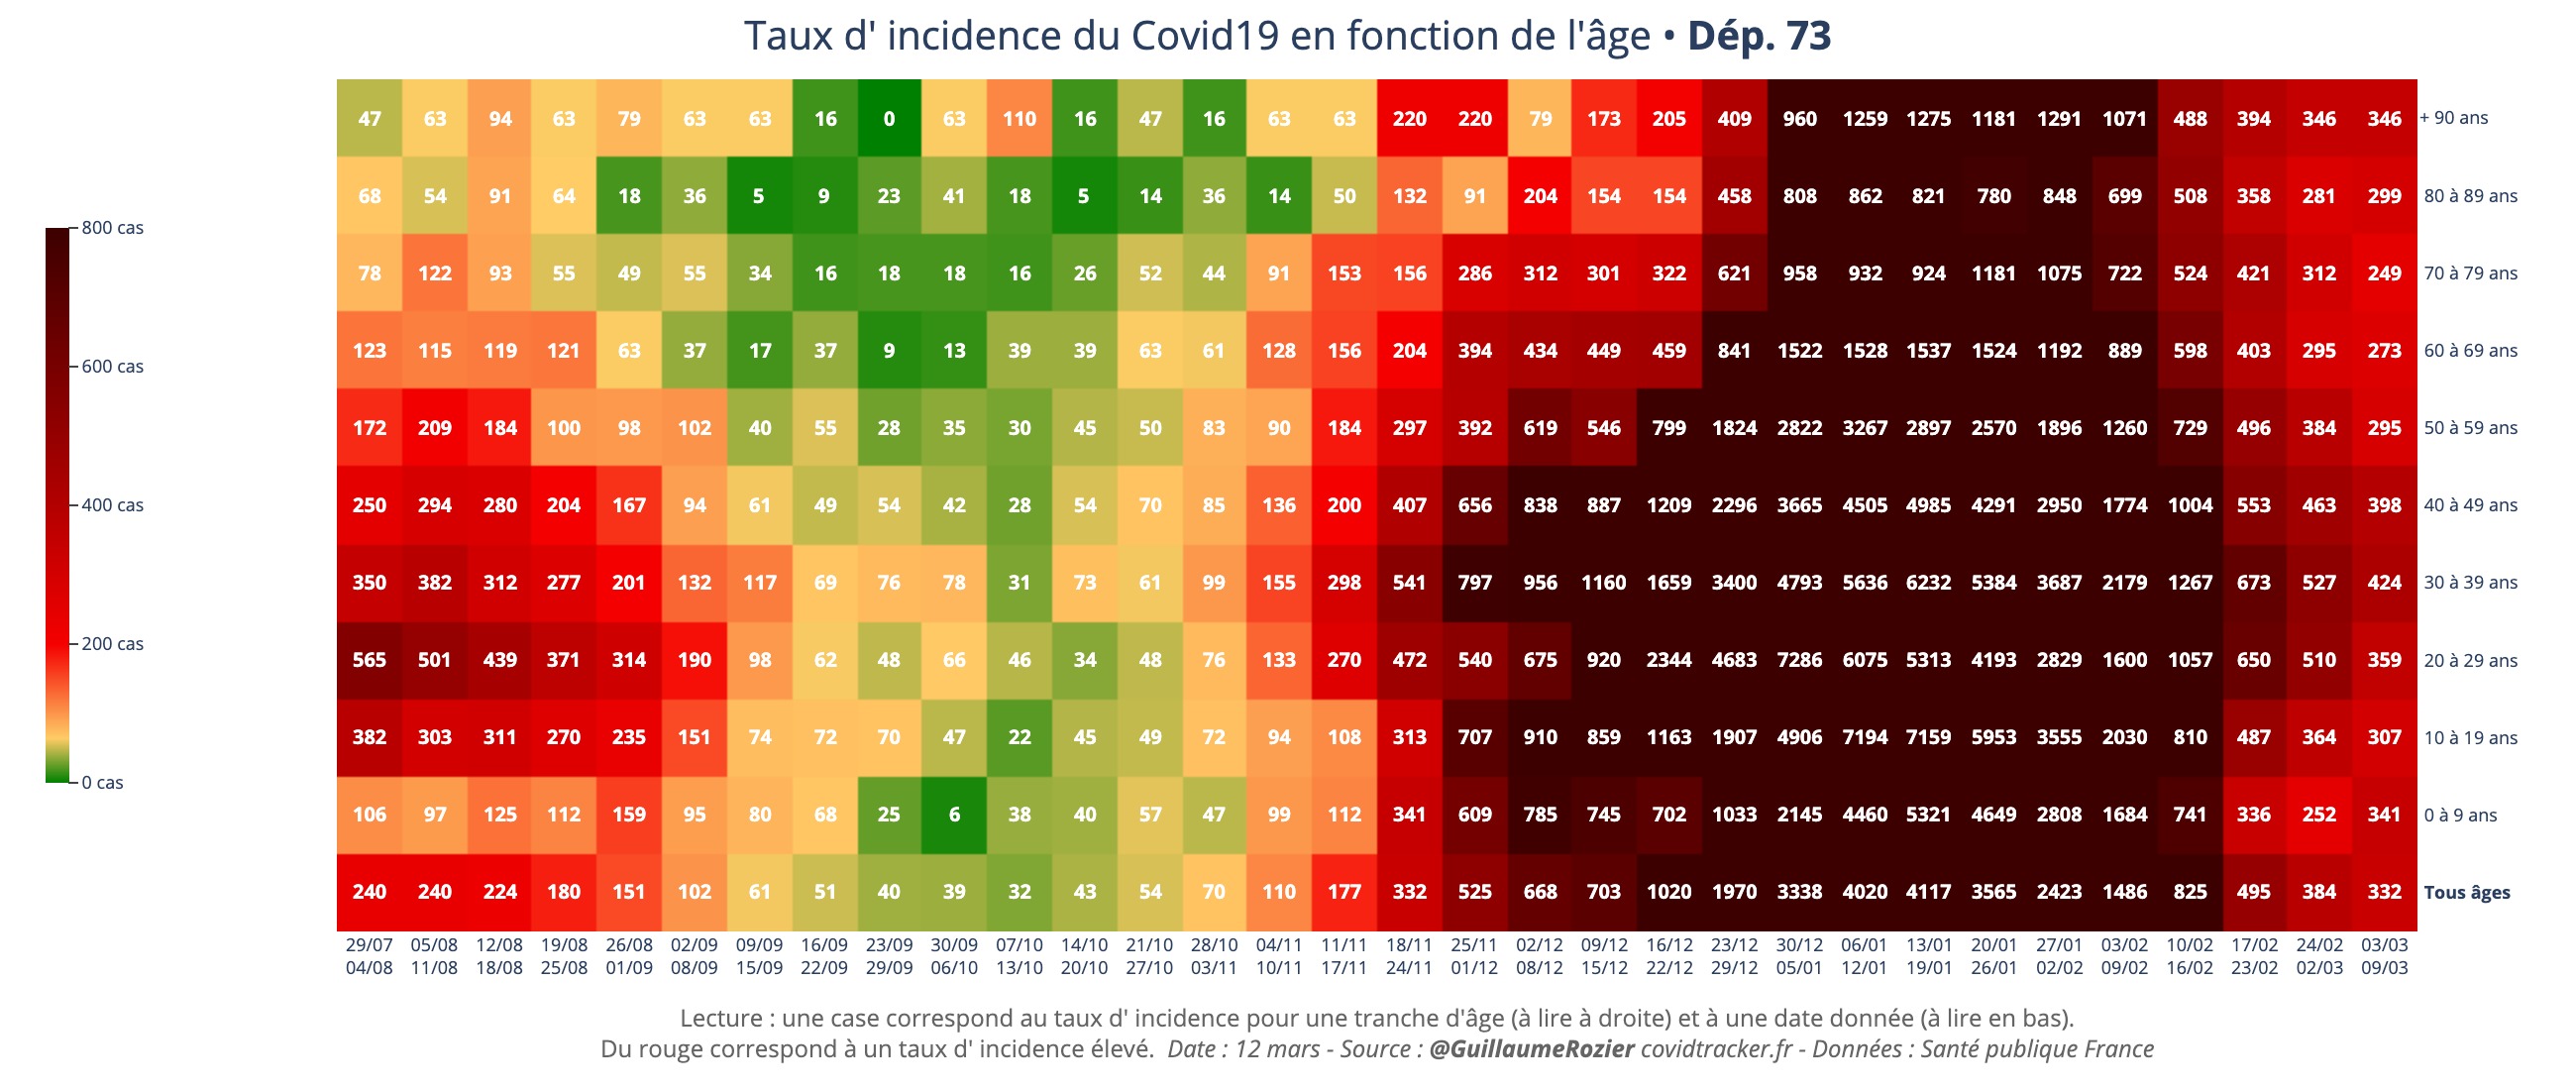 Taux d' incidence du Covid19 en fonction de l'âge • Dép. 73
47 63 94 63 79 63 63 16 0 63 110 16 47 16 63 63 220 220 79 173 205 409 960 1259 1275 1181 1291 1071 488 394 346 346 + 90 ans
68 54 91 64 18 36 5 9 23 41 18 5 14 36 14 50 132 91 204 154 154 458 808 862 821 780 848 699 508 358 281 299 80 à 89 ans
800 cas
78 122 93 55 49 55 34 16 18 18 16 26 52 44 91 153 156 286 312 301 322 621 958 932 924 1181 1075 722 524 421 312 249 70 à 79 ans
123 115 119 121 63 37 17 37 9 13 39 39 63 61 128 156 204 394 434 449 459 841 1522 1528 1537 1524 1192 889 598 403 295 273 60 à 69 ans
600 cas
172 209 184 100 98 102 40 55 28 35 30 45 50 83 90 184 297 392 619 546 799 1824 2822 3267 2897 2570 1896 1260 729 496 384 295 50 à 59 ans
400 cas
250 294 280 204 167 94 61 49 54 42 28 54 70 85 136 200 407 656 838 887 1209 2296 3665 4505 4985 4291 2950 1774 1004 553 463 398 40 à 49 ans
350 382 312 277 201 132 117 69 76 78 31 73 61 99 155 298 541 797 956 1160 1659 3400 4793 5636 6232 5384 3687 2179 1267 673 527 424 30 à 39 ans
200 cas
565 501 439 371 314 190 98 62 48 66 46 34 48 76 133 270 472 540 675 920 2344 4683 7286 6075 5313 4193 2829 1600 1057 650 510 359 20 à 29 ans
382 303 311 270 235 151 74 72 70 47 22 45 49 72 94 108 313 707 910 859 1163 1907 4906 7194 7159 5953 3555 2030 810 487 364 307 10 à 19 ans
0 cas
106 97 125 112 159 95 80 68 25 6 38 40 57 47 99 112 341 609 785 745 702 1033 2145 4460 5321 4649 2808 1684 741 336 252 341 0 à 9 ans
240 240 224 180 151 102 61 51 40 39 32 43 54 70 110 177 332 525 668 703 1020 1970 3338 4020 4117 3565 2423 1486 825 495 384 332 Tous âges
29/07 05/08 12/08 19/08 26/08 02/09 09/09 16/09 23/09 30/09 07/10 14/10 21/10 28/10 04/11 11/11 18/11 25/11 02/12 09/12 16/12 23/12 30/12 06/01 13/01 20/01 27/01 03/02 10/02 17/02 24/02 03/03
04/08 11/08 18/08 25/08 01/09 08/09 15/09 22/09 29/09 06/10 13/10 20/10 27/10 03/11 10/11 17/11 24/11 01/12 08/12 15/12 22/12 29/12 05/01 12/01 19/01 26/01 02/02 09/02 16/02 23/02 02/03 09/03
Lecture : une case correspond au taux d' incidence pour une tranche d'âge (à lire à droite) et à une date donnée (à lire en bas).
Du rouge correspond à un taux d' incidence élevé. Date : 12 mars - Source : @GuillaumeRozier covidtracker.fr - Données : Santé publique France